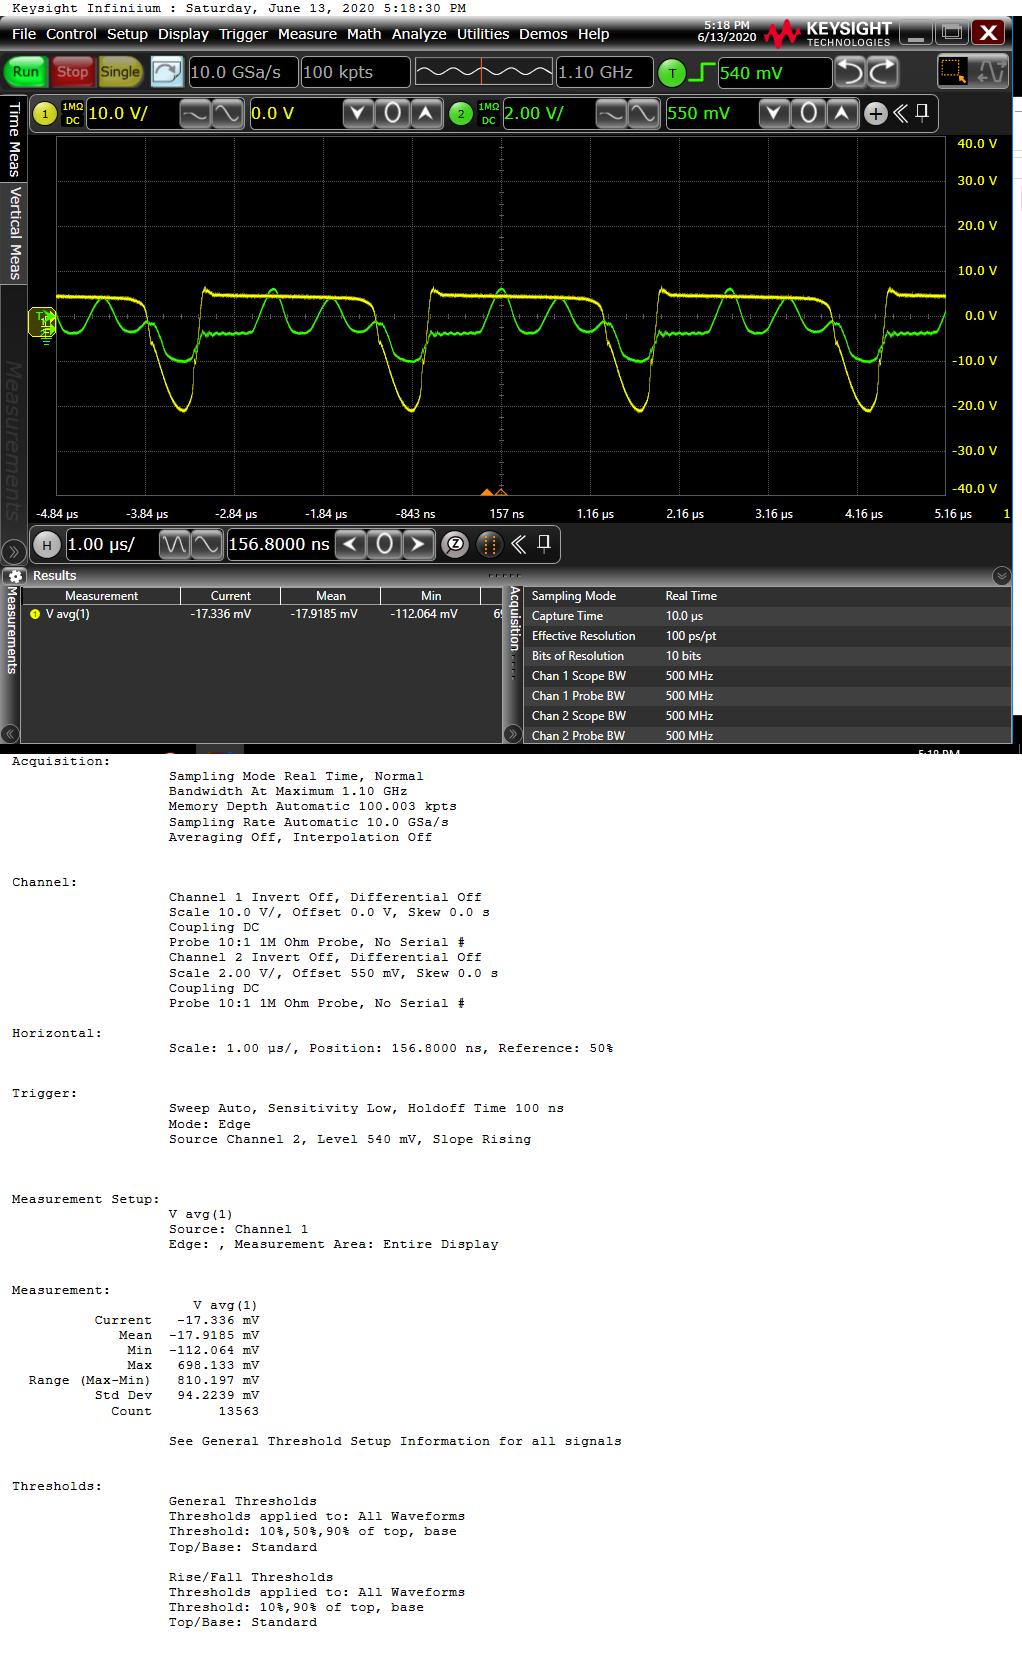 Keysight Infiniium : Saturday, June 13, 2020 5:18:30 PM
File Control Setup Display Trigger Measure Math Analyze Utilities Demos Help
5:18 PM
6/13/2020
KEYSIGHT
TECHNOLOGIES
Run Stop Single 10.0 GSa/s 100 kpts 1.10 GHz T 540 mV
1 1MΩ DC 10.0 V/ 0.0 V 2 1MΩ DC 2.00 V/ 550 mV
Time Meas
Vertical Meas
Measurements
40.0 V
30.0 V
20.0 V
10.0 V
0.0 V
-10.0 V
-20.0 V
-30.0 V
-40.0 V
-4.84 µs -3.84 µs -2.84 µs -1.84 µs -843 ns 157 ns 1.16 µs 2.16 µs 3.16 µs 4.16 µs 5.16 µs 1
H 1.00 µs/ 156.8000 ns
Results
Measurements
Measurement Current Mean Min
1 V avg(1) -17.336 mV -17.9185 mV -112.064 mV
Acquisition
Sampling Mode Real Time
Capture Time 10.0 µs
Effective Resolution 100 ps/pt
Bits of Resolution 10 bits
Chan 1 Scope BW 500 MHz
Chan 1 Probe BW 500 MHz
Chan 2 Scope BW 500 MHz
Chan 2 Probe BW 500 MHz
Acquisition:
Sampling Mode Real Time, Normal
Bandwidth At Maximum 1.10 GHz
Memory Depth Automatic 100.003 kpts
Sampling Rate Automatic 10.0 GSa/s
Averaging Off, Interpolation Off
Channel:
Channel 1 Invert Off, Differential Off
Scale 10.0 V/, Offset 0.0 V, Skew 0.0 s
Coupling DC
Probe 10:1 1M Ohm Probe, No Serial #
Channel 2 Invert Off, Differential Off
Scale 2.00 V/, Offset 550 mV, Skew 0.0 s
Coupling DC
Probe 10:1 1M Ohm Probe, No Serial #
Horizontal:
Scale: 1.00 µs/, Position: 156.8000 ns, Reference: 50%
Trigger:
Sweep Auto, Sensitivity Low, Holdoff Time 100 ns
Mode: Edge
Source Channel 2, Level 540 mV, Slope Rising
Measurement Setup:
V avg(1)
Source: Channel 1
Edge: , Measurement Area: Entire Display
Measurement:
V avg(1)
Current -17.336 mV
Mean -17.9185 mV
Min -112.064 mV
Max 698.133 mV
Range (Max-Min) 810.197 mV
Std Dev 94.2239 mV
Count 13563
See General Threshold Setup Information for all signals
Thresholds:
General Thresholds
Thresholds applied to: All Waveforms
Threshold: 10%,50%,90% of top, base
Top/Base: Standard
Rise/Fall Thresholds
Thresholds applied to: All Waveforms
Threshold: 10%,90% of top, base
Top/Base: Standard